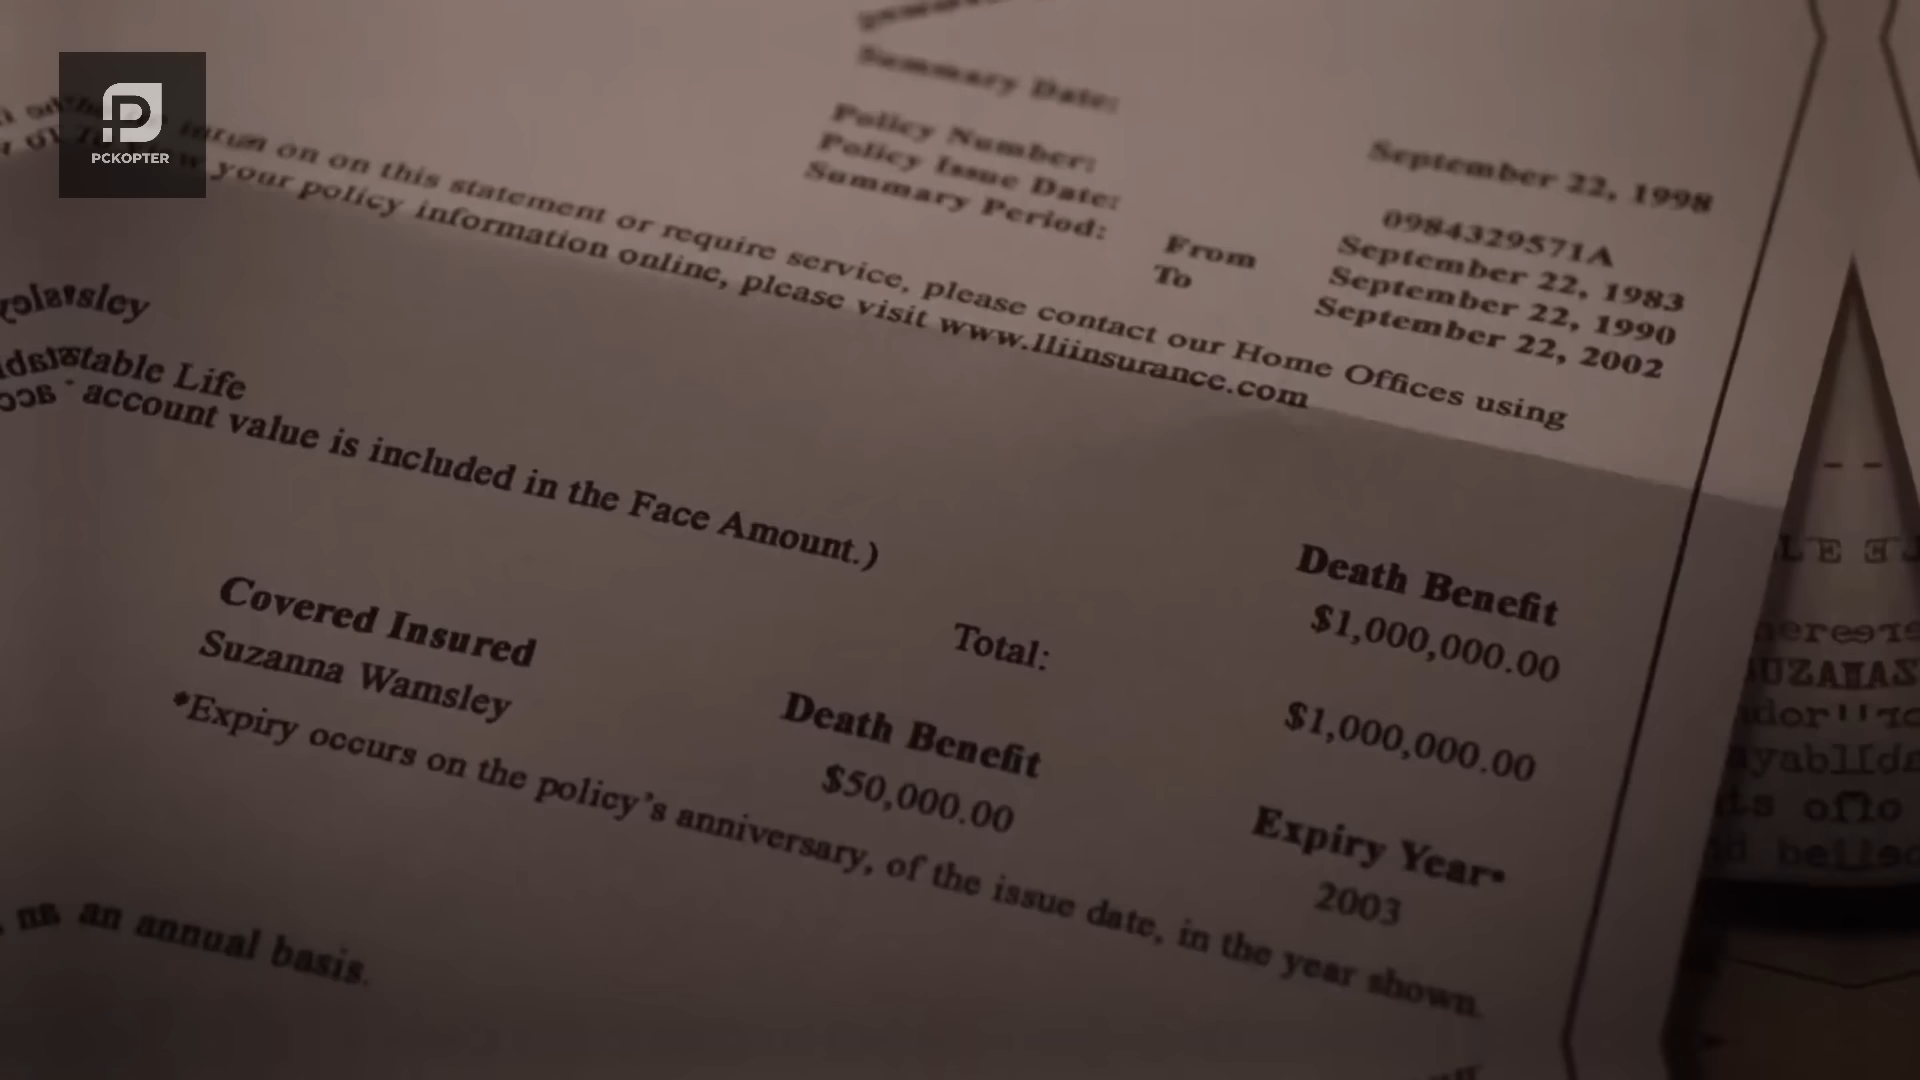 PCKOPTER
Summary Date:
September 22, 1998
Policy Number:
0984329571A
Policy Issue Date:
September 22, 1983
Summary Period:
From
September 22, 1990
To
September 22, 2002
on on this statement or require service, please contact our Home Offices using
your policy information online, please visit www.lliinsurance.com
table Life
account value is included in the Face Amount.)
Death Benefit
$1,000,000.00
Total:
$1,000,000.00
Covered Insured
Death Benefit
Expiry Year*
Suzanna Wamsley
$50,000.00
2003
*Expiry occurs on the policy’s anniversary, of the issue date, in the year shown.
an annual basis.